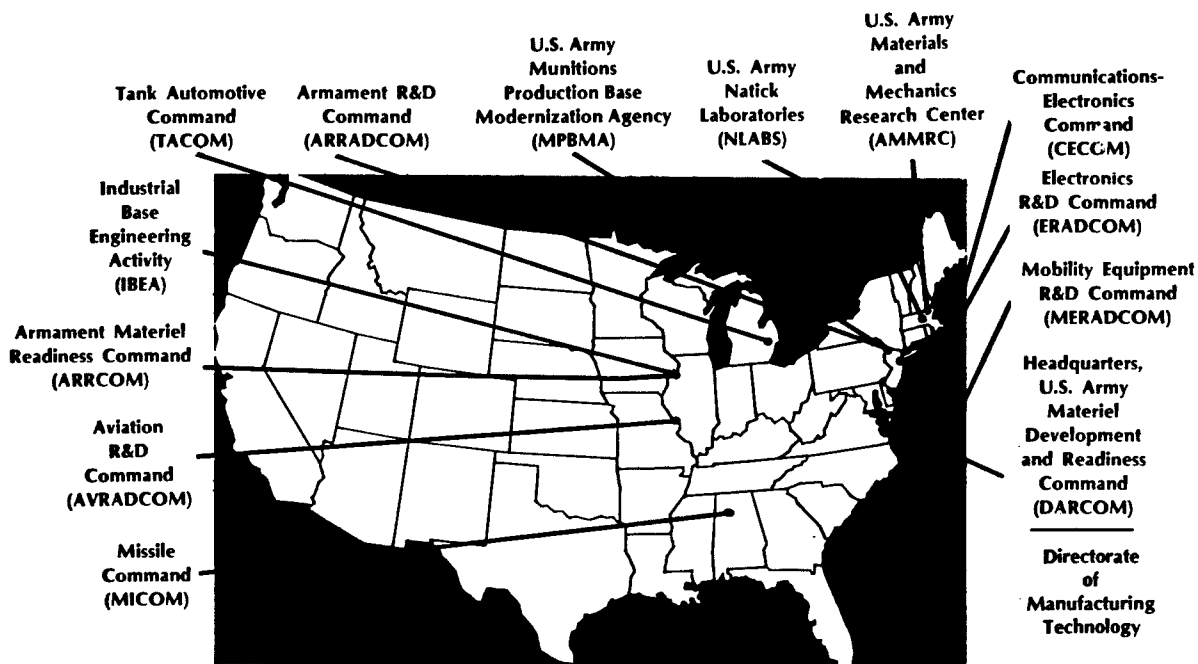 Tank Automotive
Command
(TACOM)
Armament R&D
Command
(ARRADCOM)
U.S. Army
Munitions
Production Base
Modernization Agency
(MPBMA)
U.S. Army
Natick
Laboratories
(NLABS)
U.S. Army
Materials
and
Mechanics
Research Center
(AMMRC)
Communications-
Electronics
Command
(CECOM)
Electronics
R&D Command
(ERADCOM)
Mobility Equipment
R&D Command
(MERADCOM)
Headquarters,
U.S. Army
Materiel
Development
and Readiness
Command
(DARCOM)
Directorate
of
Manufacturing
Technology
Industrial
Base
Engineering
Activity
(IBEA)
Armament Materiel
Readiness Command
(ARRCOM)
Aviation
R&D
Command
(AVRADCOM)
Missile
Command
(MICOM)